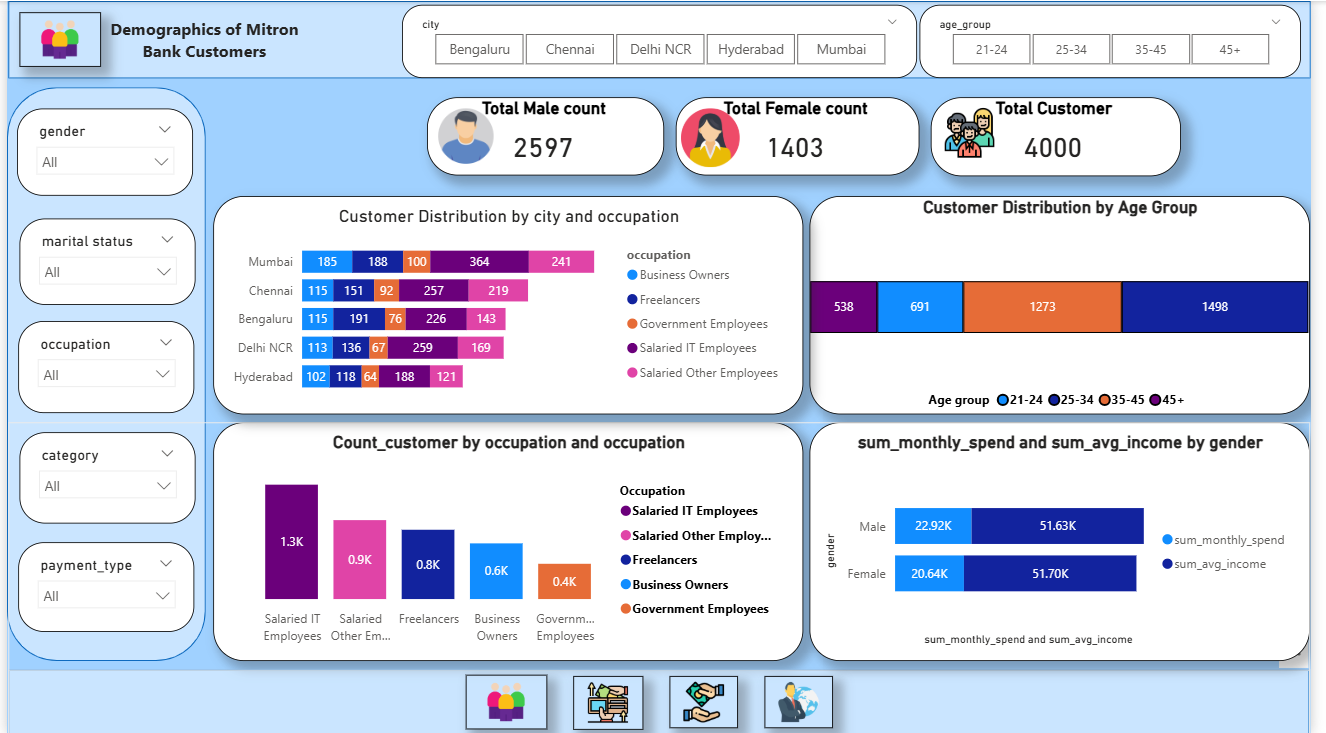 Demographics of Mitron
Bank Customers
city
Bengaluru Chennai Delhi NCR Hyderabad Mumbai
age_group
21-24 25-34 35-45 45+
gender
All
marital status
All
occupation
All
category
All
payment_type
All
Total Male count
2597
Total Female count
1403
Total Customer
4000
Customer Distribution by city and occupation
Mumbai 185 188 100 364 241
Chennai 115 151 92 257 219
Bengaluru 115 191 76 226 143
Delhi NCR 113 136 67 259 169
Hyderabad 102 118 64 188 121
occupation
Business Owners
Freelancers
Government Employees
Salaried IT Employees
Salaried Other Employees
Customer Distribution by Age Group
538 691 1273 1498
Age group 21-24 25-34 35-45 45+
Count_customer by occupation and occupation
1.3K 0.9K 0.8K 0.6K 0.4K
Salaried IT Salaried Freelancers Business Governm...
Employees Other Em... Owners Employees
Occupation
Salaried IT Employees
Salaried Other Employ...
Freelancers
Business Owners
Government Employees
sum_monthly_spend and sum_avg_income by gender
gender
Male 22.92K 51.63K
Female 20.64K 51.70K
sum_monthly_spend
sum_avg_income
sum_monthly_spend and sum_avg_income